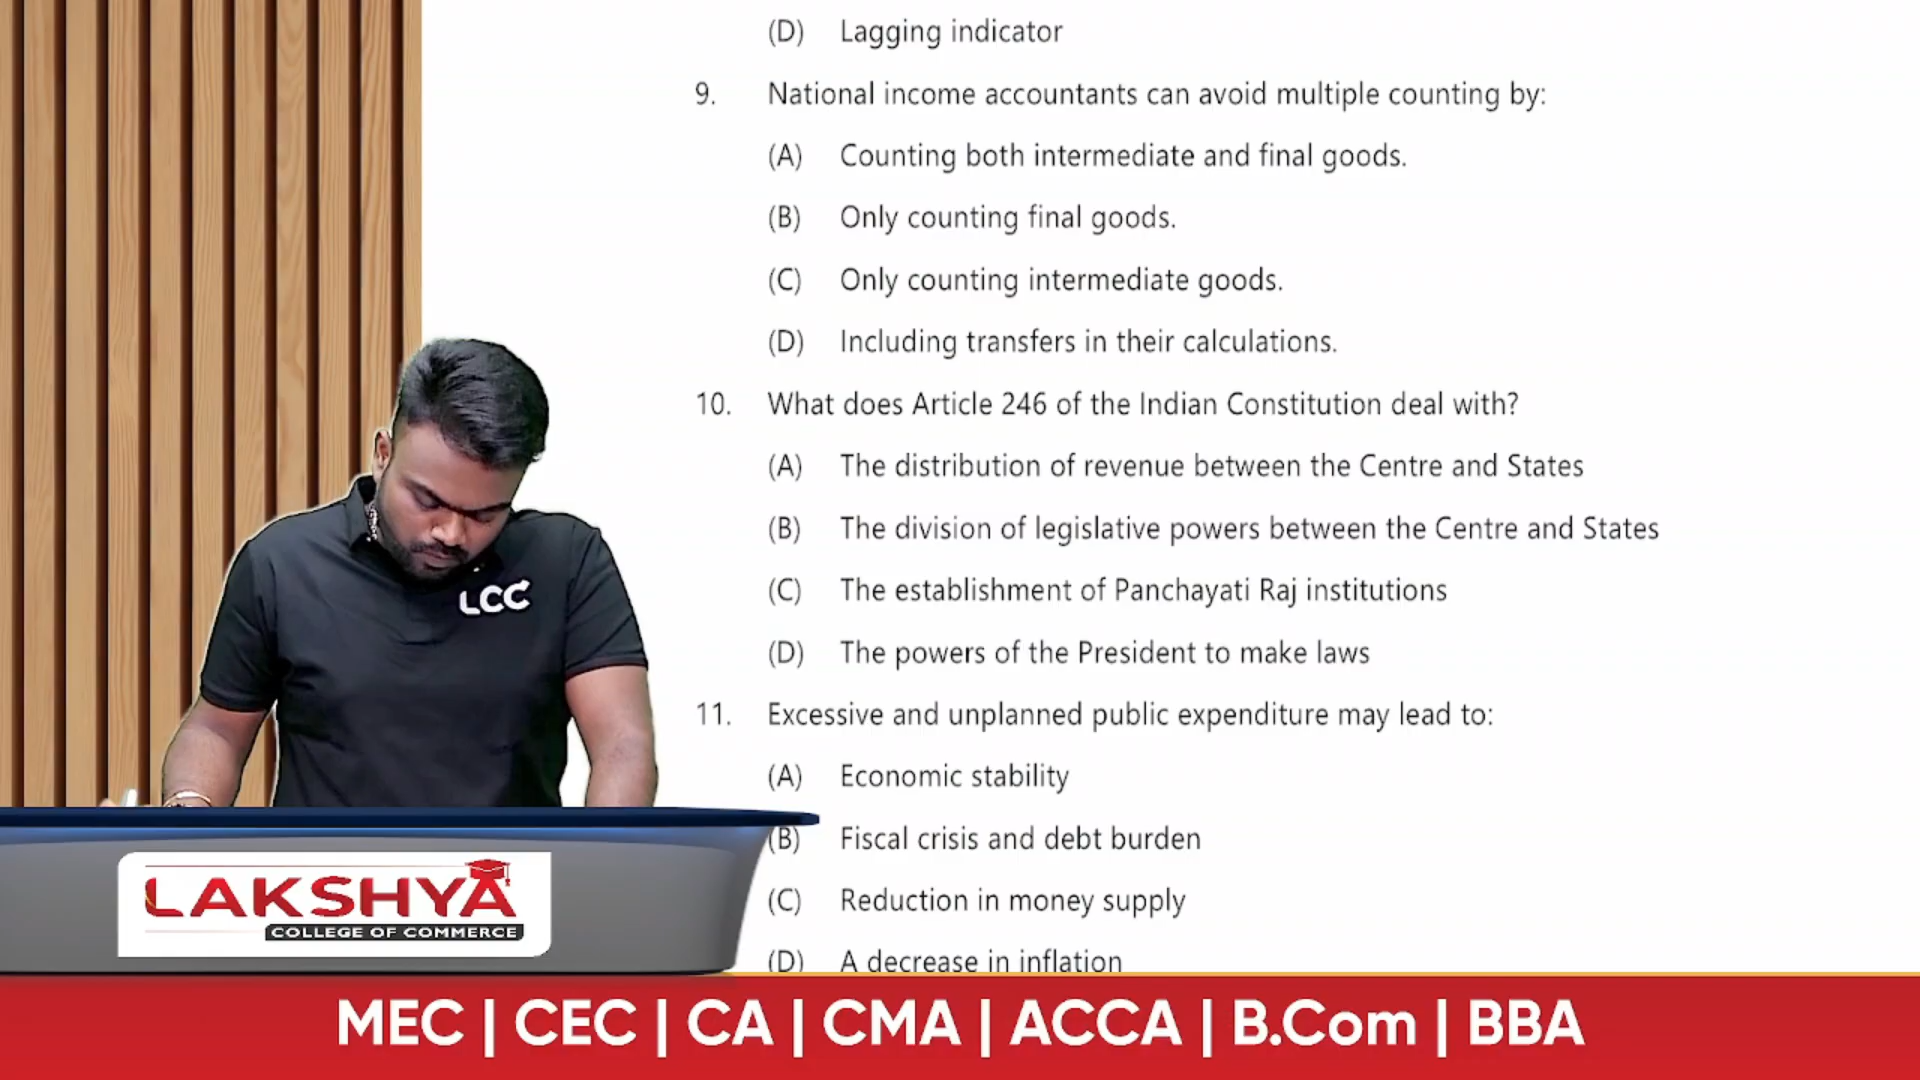 (D) Lagging indicator
9. National income accountants can avoid multiple counting by:
(A) Counting both intermediate and final goods.
(B) Only counting final goods.
(C) Only counting intermediate goods.
(D) Including transfers in their calculations.
10. What does Article 246 of the Indian Constitution deal with?
(A) The distribution of revenue between the Centre and States
(B) The division of legislative powers between the Centre and States
(C) The establishment of Panchayati Raj institutions
(D) The powers of the President to make laws
11. Excessive and unplanned public expenditure may lead to:
(A) Economic stability
(B) Fiscal crisis and debt burden
(C) Reduction in money supply
(D) A decrease in inflation
LCC
LAKSHYA
COLLEGE OF COMMERCE
MEC | CEC | CA | CMA | ACCA | B.Com | BBA